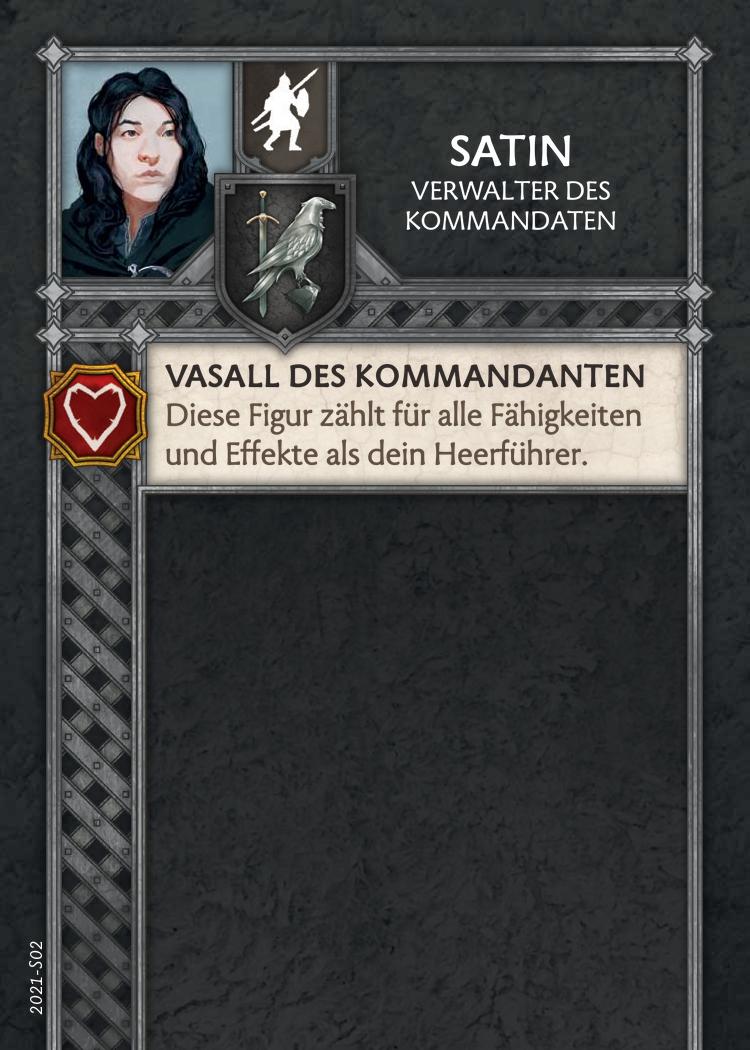 SATIN
VERWALTER DES
KOMMANDATEN
VASALL DES KOMMANDANTEN
Diese Figur zählt für alle Fähigkeiten
und Effekte als dein Heerführer.
2021-S02